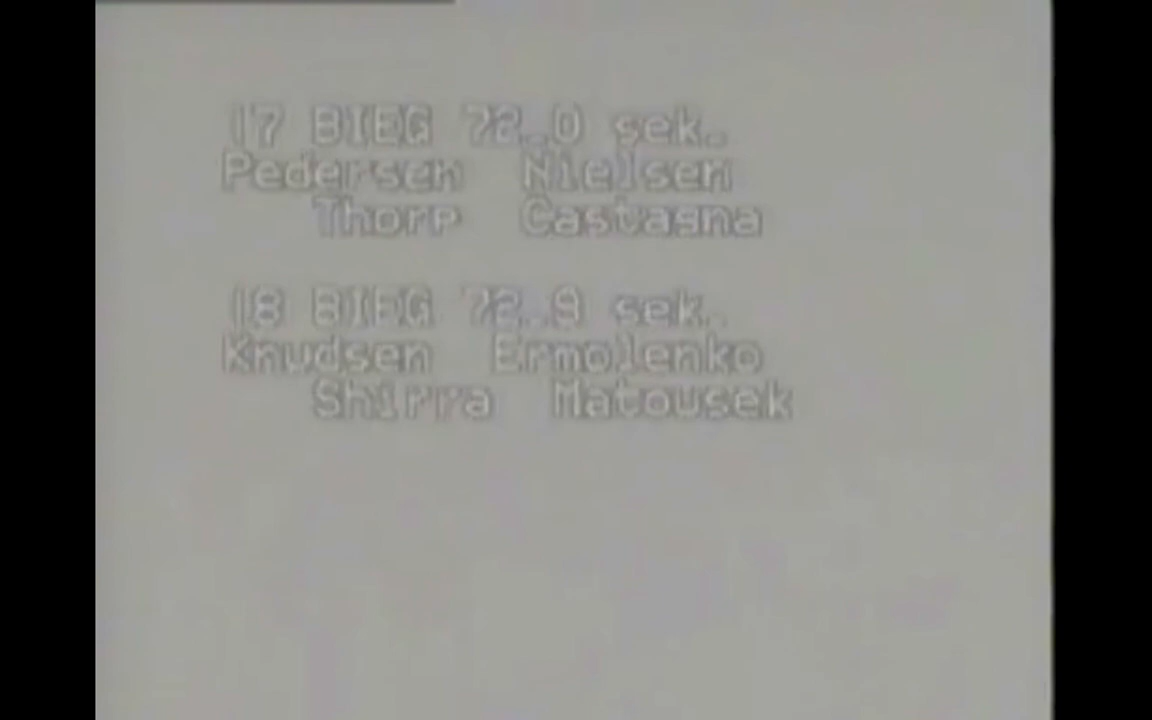 17 BIEG 72.0 sek.
Pedersen Nielsen
Thorp Castagna
18 BIEG 72.9 sek.
Knudsen Ermolenko
Shirra Matousek